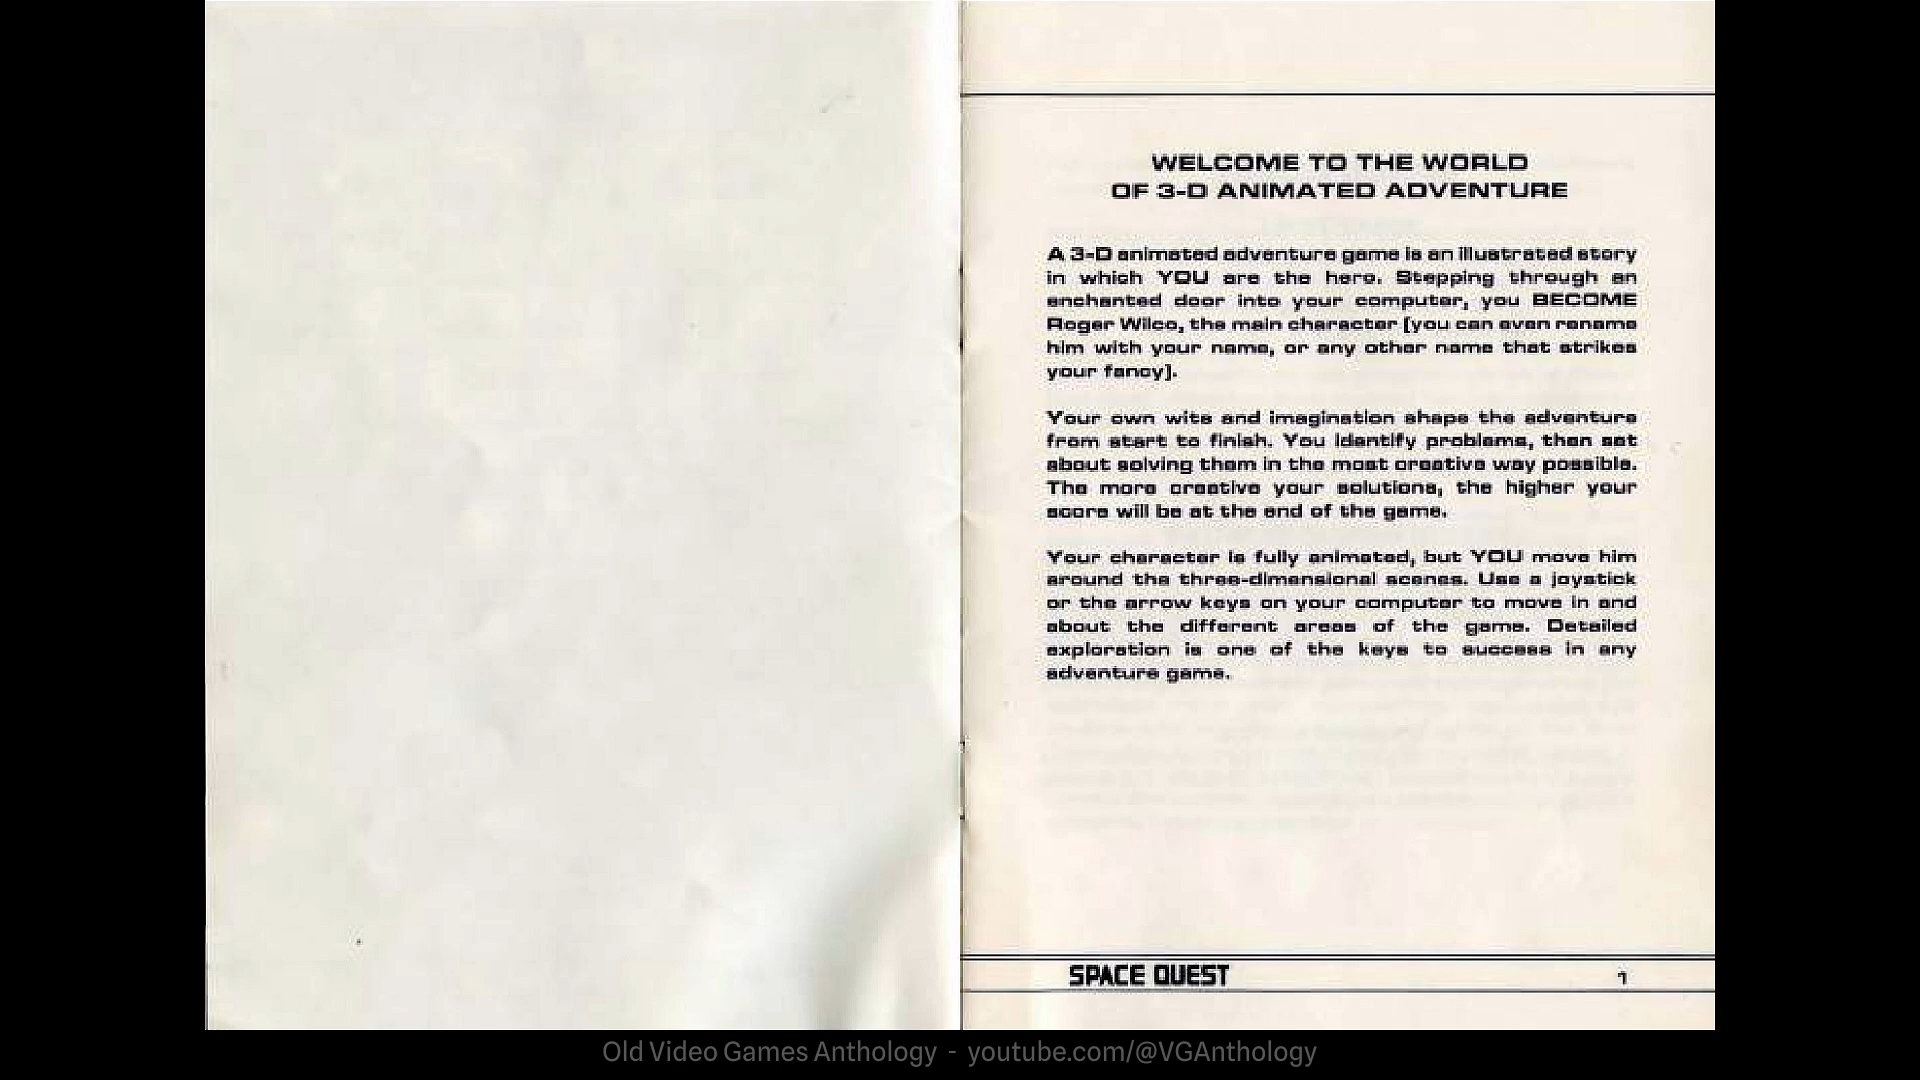 WELCOME TO THE WORLD
OF 3-D ANIMATED ADVENTURE
A 3-D animated adventure game is an illustrated story
in which YOU are the hero. Stepping through an
enchanted door into your computer, you BECOME
Roger Wilco, the main character [you can even rename
him with your name, or any other name that strikes
your fancy].
Your own wits and imagination shape the adventure
from start to finish. You identify problems, then set
about solving them in the most creative way possible.
The more creative your solutions, the higher your
score will be at the end of the game.
Your character is fully animated, but YOU move him
around the three-dimensional scenes. Use a joystick
or the arrow keys on your computer to move in and
about the different areas of the game. Detailed
exploration is one of the keys to success in any
adventure game.
SPACE QUEST 1
Old Video Games Anthology - youtube.com/@VGAnthology